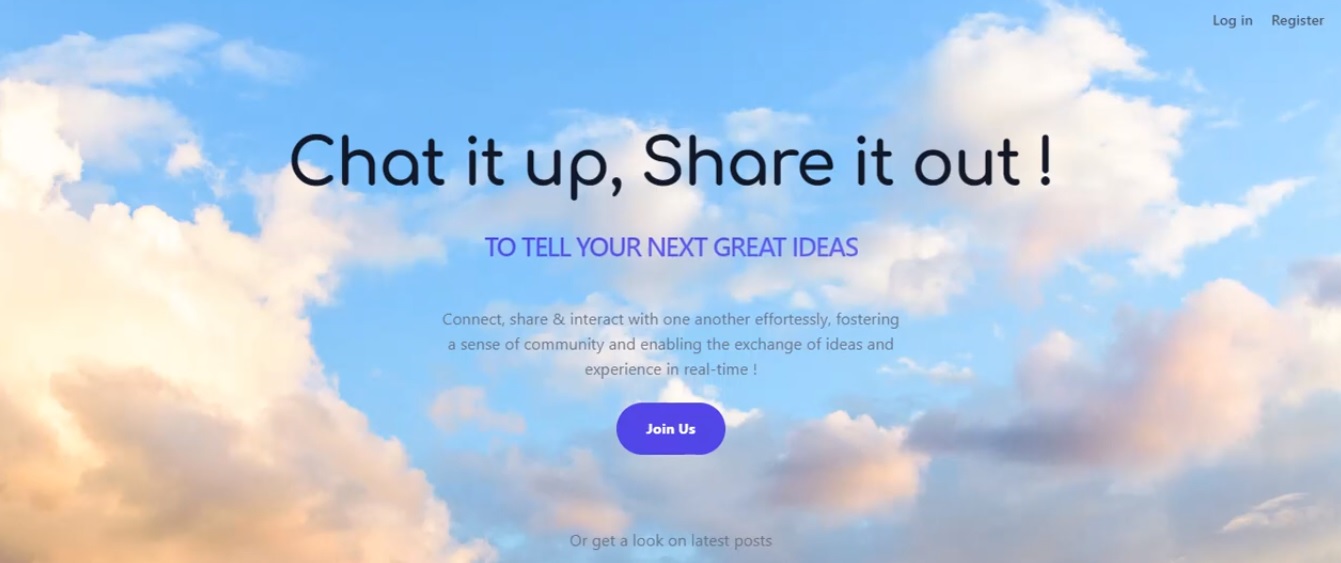 Log in Register
Chat it up, Share it out !
TO TELL YOUR NEXT GREAT IDEAS
Connect, share & interact with one another effortlessly, fostering
a sense of community and enabling the exchange of ideas and
experience in real-time !
Join Us
Or get a look on latest posts